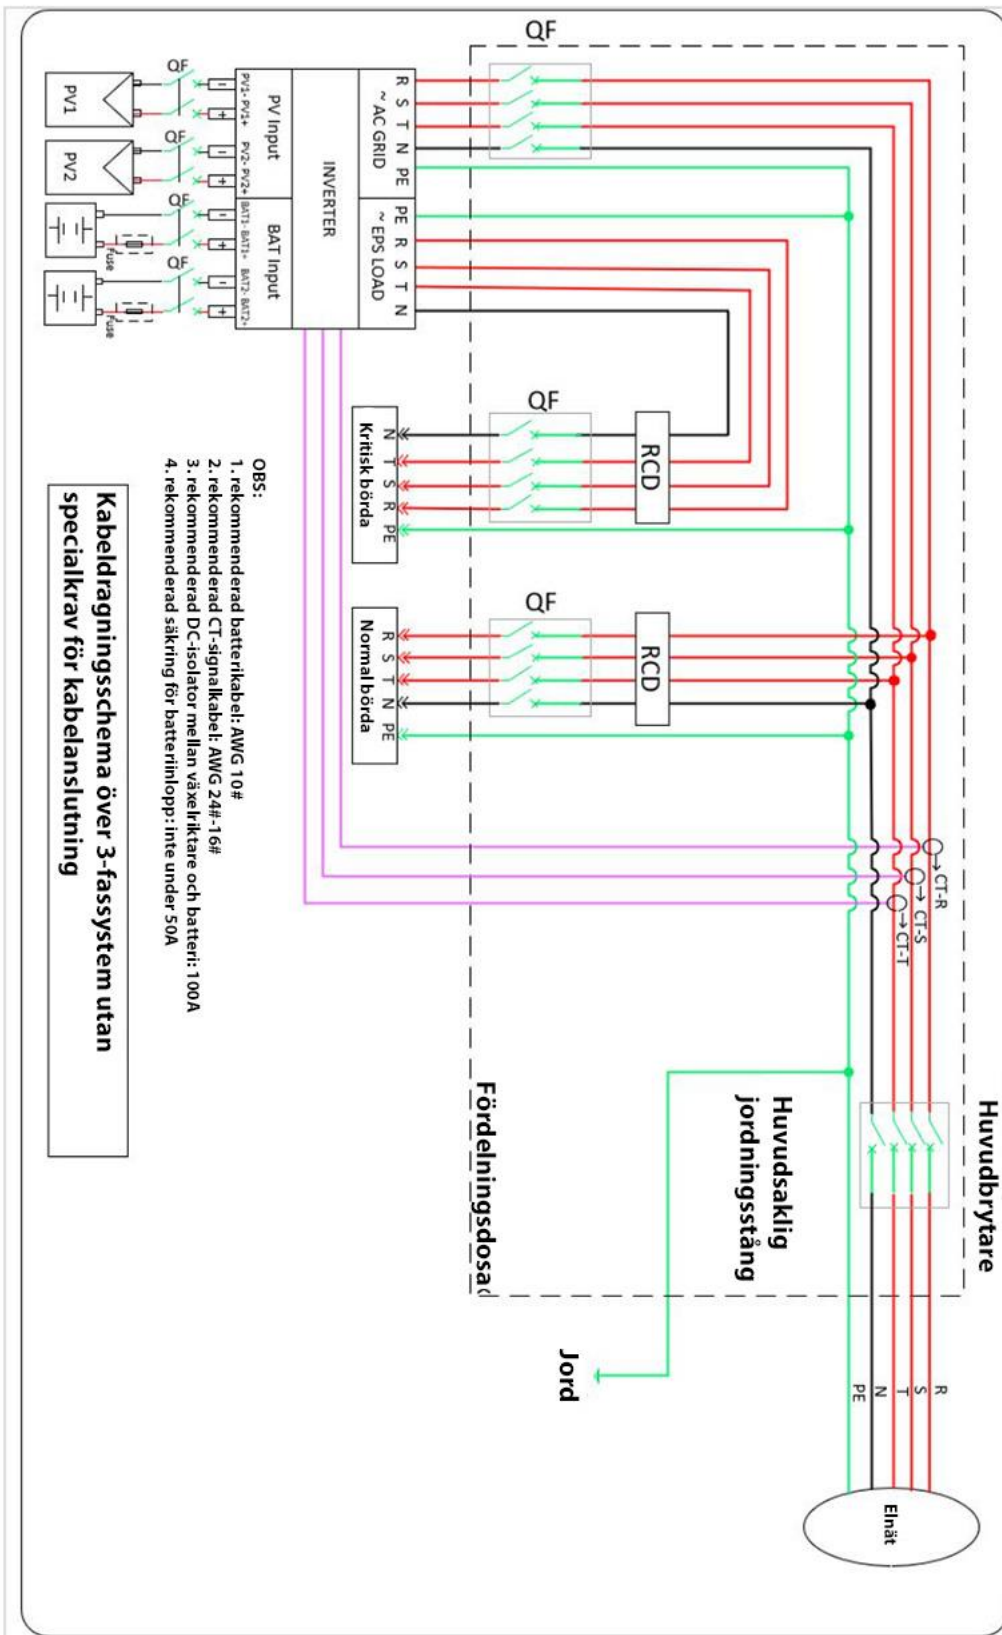 QF
Huvudbrytare
QF
PV1
PV1- PV1+
PV Input
INVERTER
~ AC GRID
R S T N PE
QF
PV2
PV2- PV2+
QF
Fuse
BAT1- BAT1+
BAT Input
~ EPS LOAD
PE R S T N
QF
Fuse
BAT2- BAT2+
QF
RCD
Kritisk börda
N T S R PE
QF
RCD
Normal börda
R S T N PE
CT-R
CT-S
CT-T
Huvudsaklig
jordningsstång
Fördelningsdosa
Jord
R
S
T
N
PE
Elnät
OBS:
1. rekommenderad batterikabel: AWG 10#
2. rekommenderad CT-signalkabel: AWG 24#-16#
3. rekommenderad DC-isolator mellan växelriktare och batteri: 100A
4. rekommenderad säkring för batteriinlopp: inte under 50A
Kabeldragningsschema över 3-fassystem utan
specialkrav för kabelanslutning